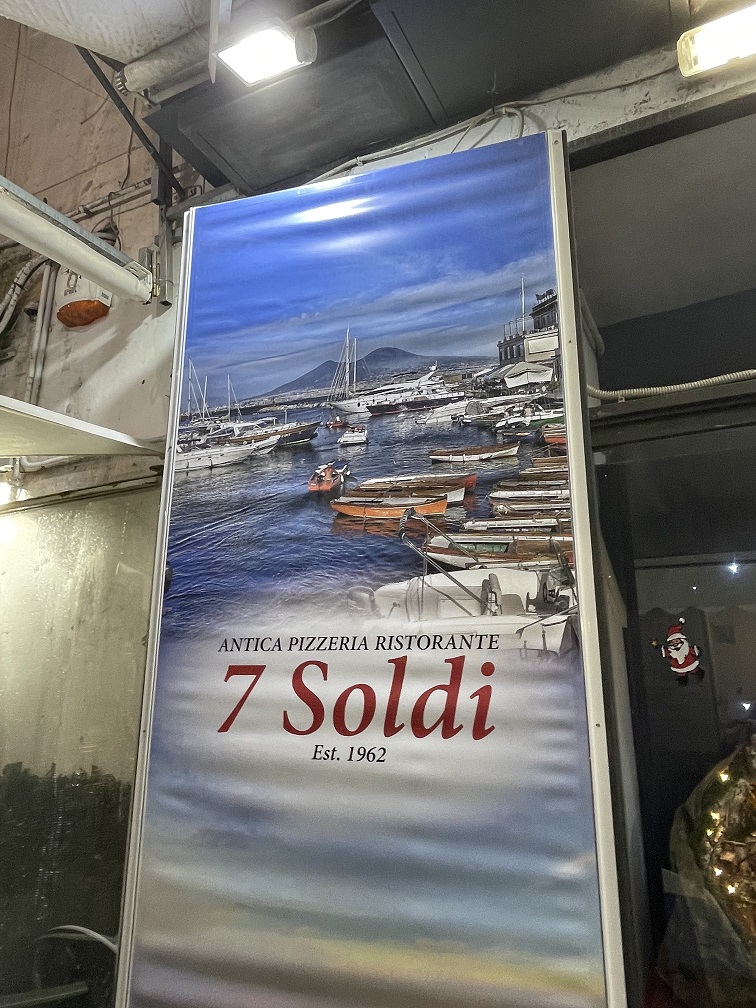 ANTICA PIZZERIA RISTORANTE
7 Soldi
Est. 1962